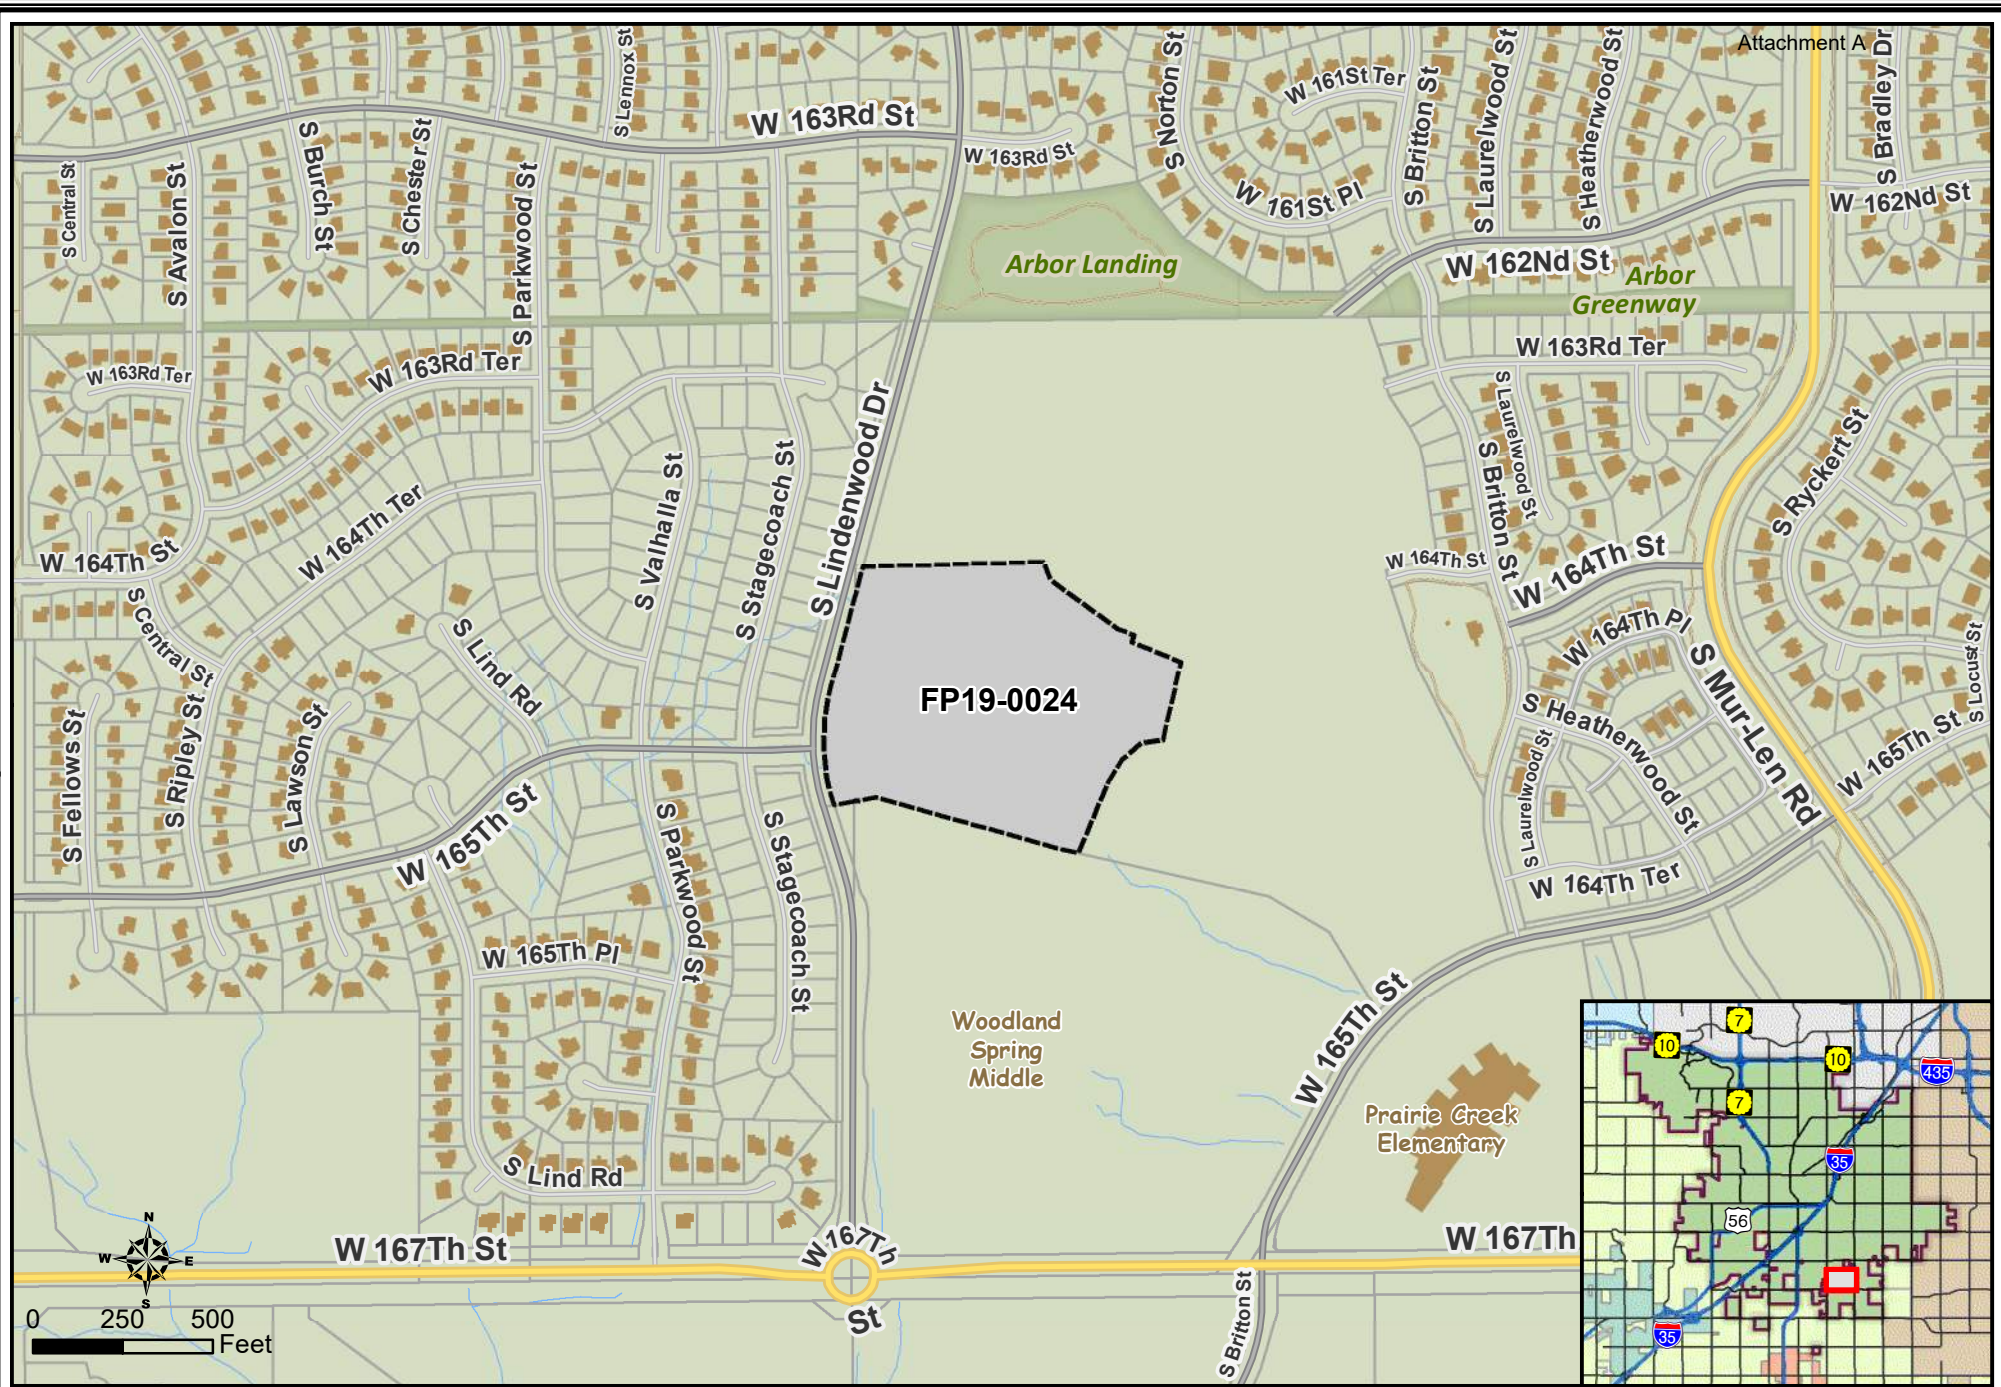 Attachment A
S Lennox St
S Norton St
W 161St Ter
S Britton St
S Laurelwood St
S Heatherwood St
S Bradley Dr
W 163Rd St
W 163Rd St
S Central St
S Avalon St
S Burch St
S Chester St
S Parkwood St
W 161St Pl
W 162Nd St
W 162Nd St
Arbor Landing
Arbor
Greenway
W 163Rd Ter
W 163Rd Ter
W 163Rd Ter
S Lindenwood Dr
S Laurelwood St
S Britton St
S Ryckert St
S Valhalla St
S Stagecoach St
W 164Th Ter
W 164Th St
W 164Th St
W 164Th St
S Central St
S Lind Rd
W 164Th Pl
S Mur-Len Rd
S Locust St
FP19-0024
S Fellows St
S Ripley St
S Lawson St
S Heatherwood St
S Laurelwood St
W 165Th St
W 165Th St
S Parkwood St
S Stagecoach St
W 164Th Ter
W 165Th Pl
W 165Th St
Woodland
Spring
Middle
Prairie Creek
Elementary
S Lind Rd
W 167Th St
W 167Th
St
W 167Th
S Britton St
N
W
E
S
0 250 500
Feet
7
10
10
435
7
35
56
35